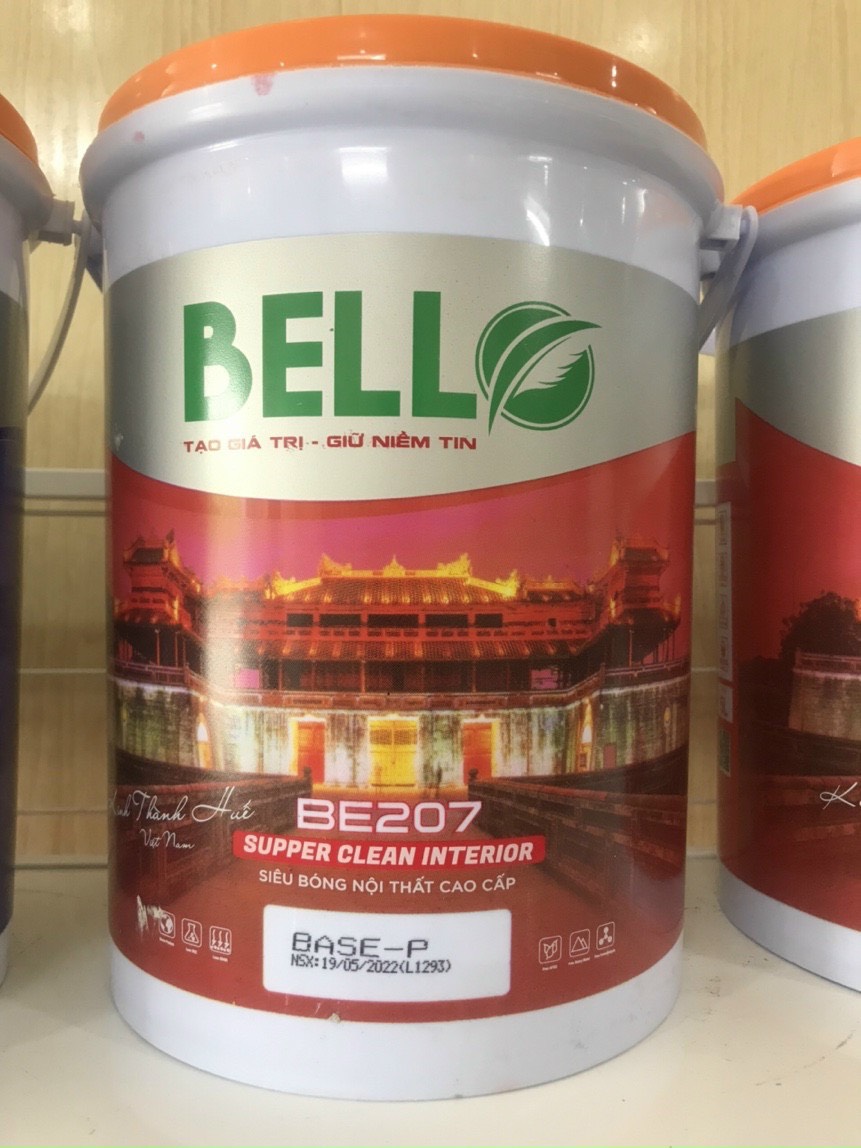 BELLO
TẠO GIÁ TRỊ - GIỮ NIỀM TIN
Kinh Thành Huế
Việt Nam
BE207
SUPPER CLEAN INTERIOR
SIÊU BÓNG NỘI THẤT CAO CẤP
BASE-P
NSX:19/05/2022(L1293)